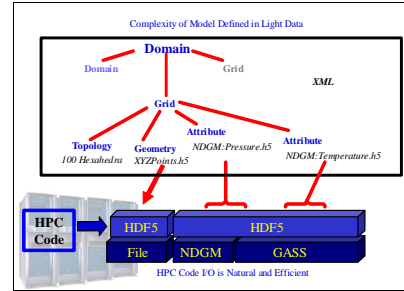 Complexity of Model Defined in Light Data
Domain
Domain
Grid
XML
Grid
Topology
100 Hexahedra
Geometry
XYZPoints.h5
Attribute
NDGM:Pressure.h5
Attribute
NDGM:Temperature.h5
HPC
Code
HDF5
HDF5
File
NDGM
GASS
HPC Code I/O is Natural and Efficient